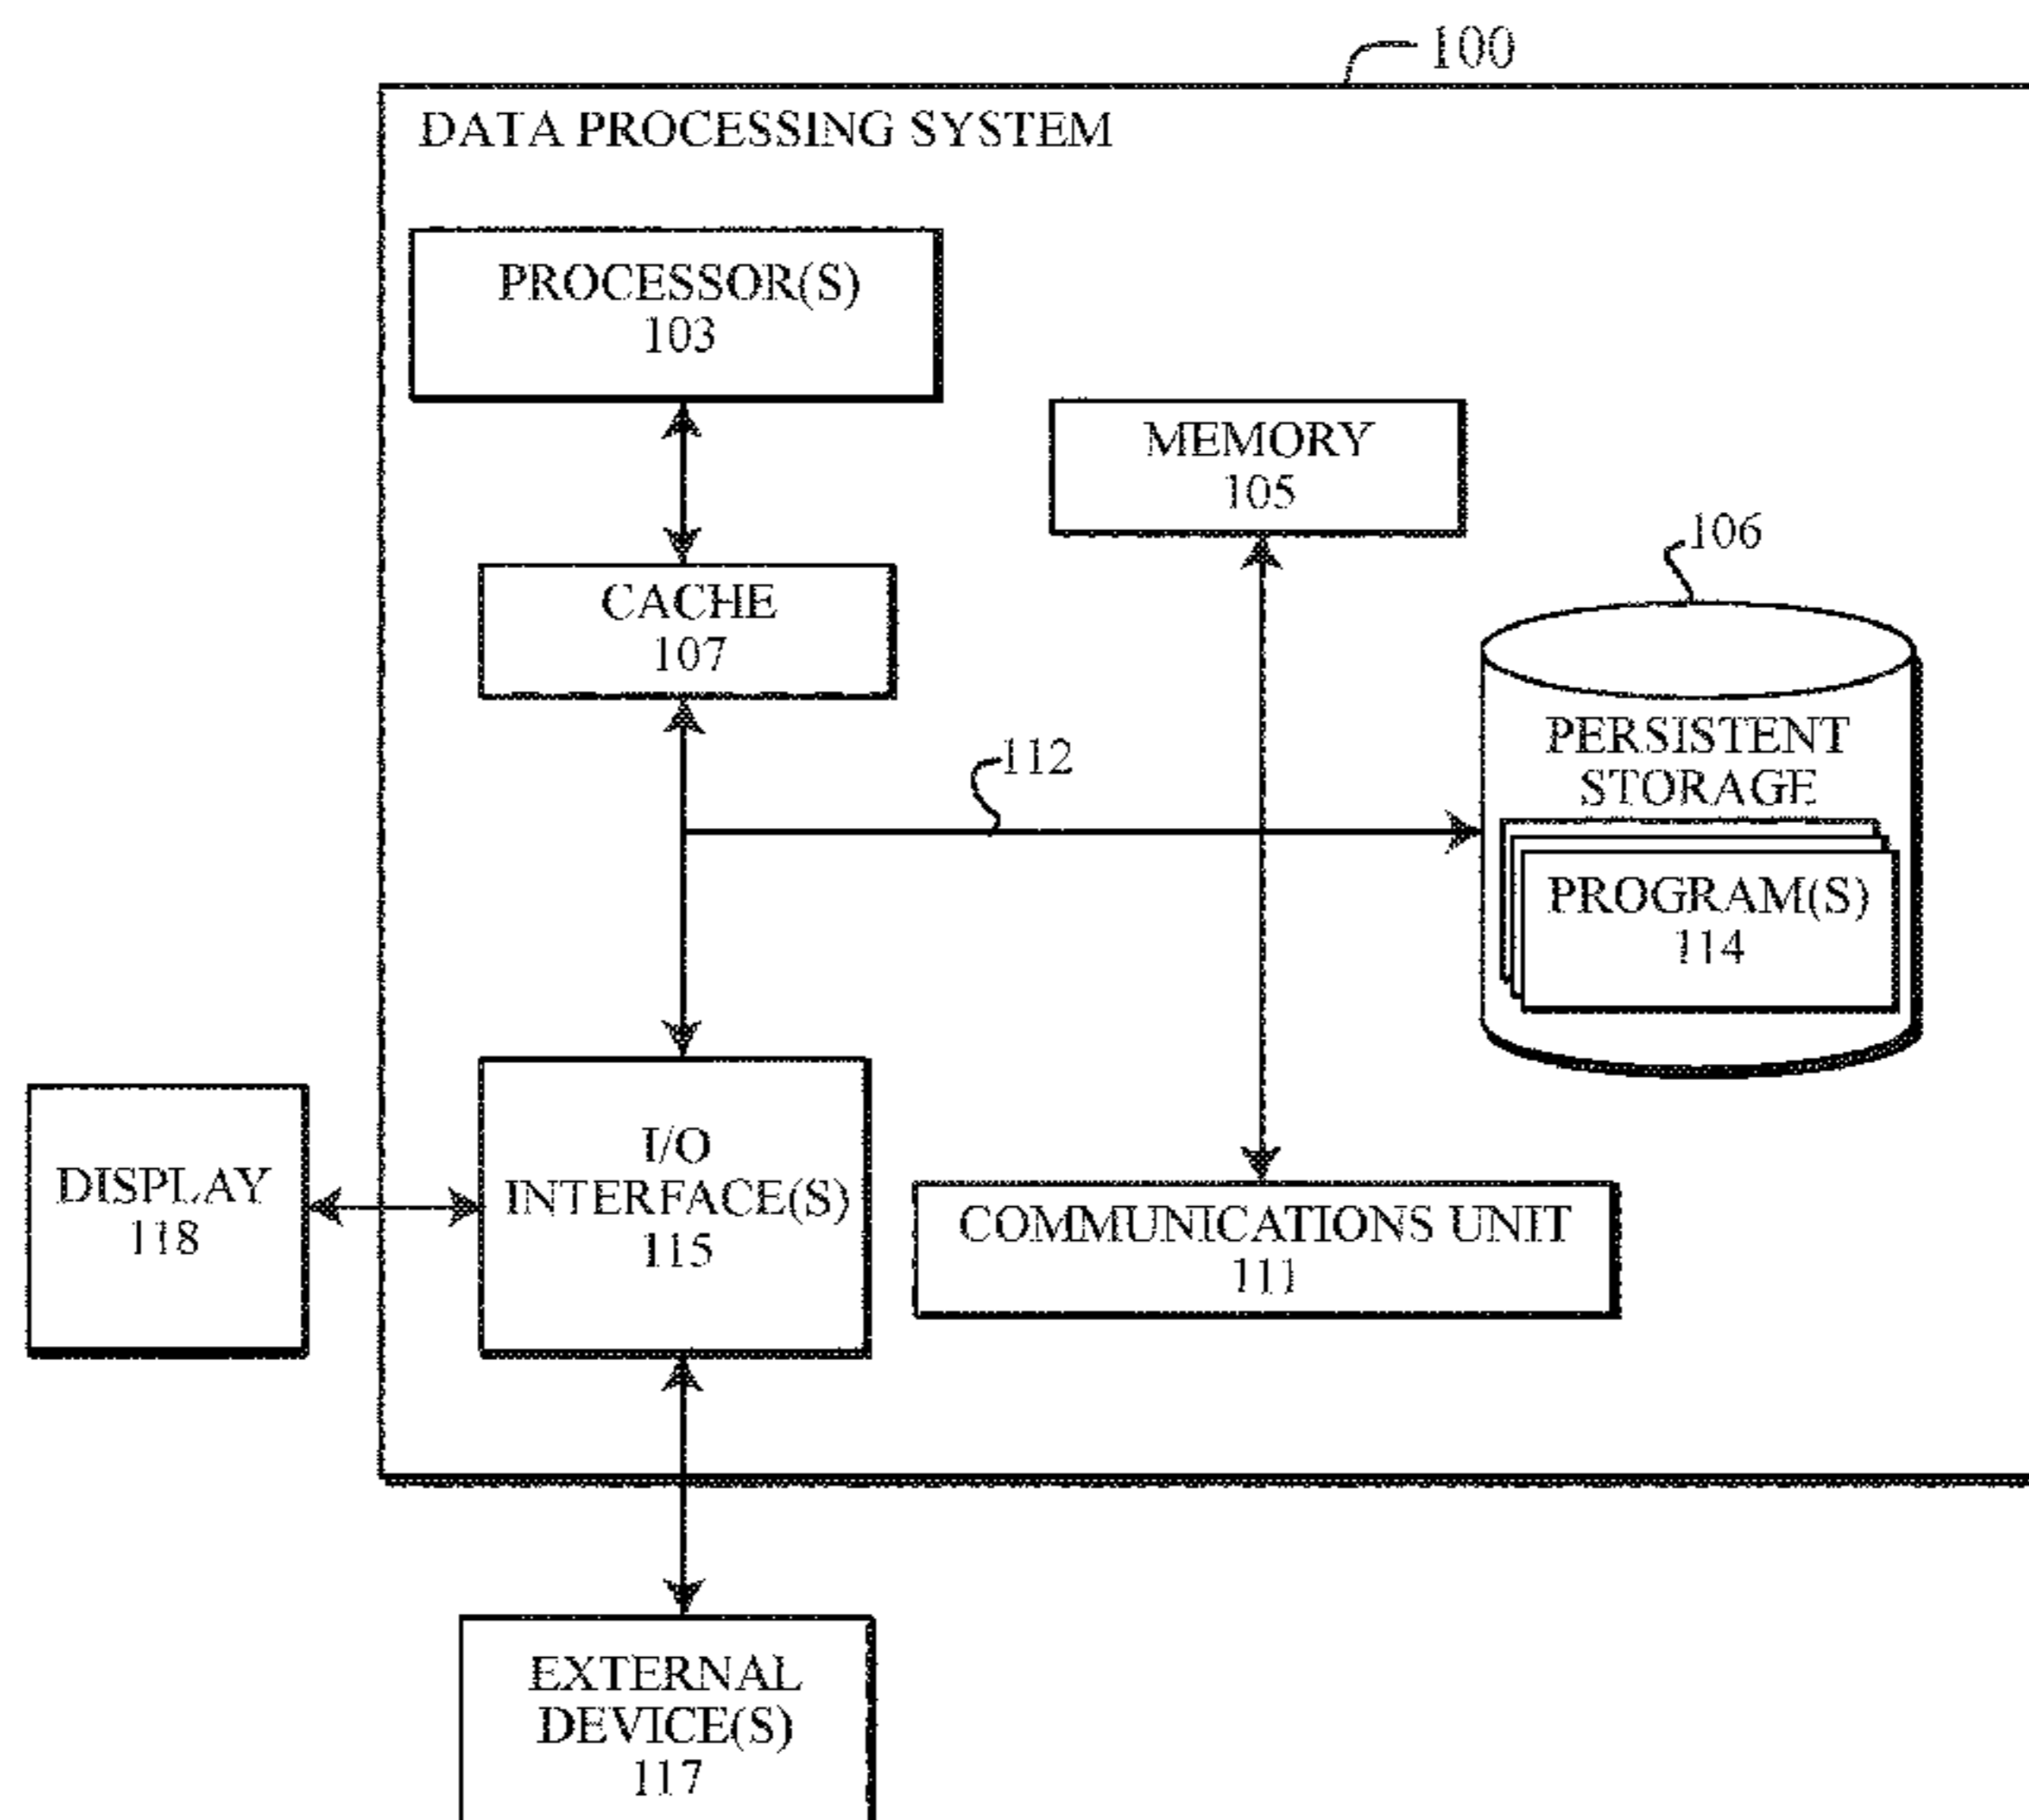 100
DATA PROCESSING SYSTEM
PROCESSOR(S)
103
MEMORY
105
106
CACHE
107
112
PERSISTENT
STORAGE
PROGRAM(S)
114
I/O
INTERFACE(S)
115
DISPLAY
118
COMMUNICATIONS UNIT
111
EXTERNAL
DEVICE(S)
117